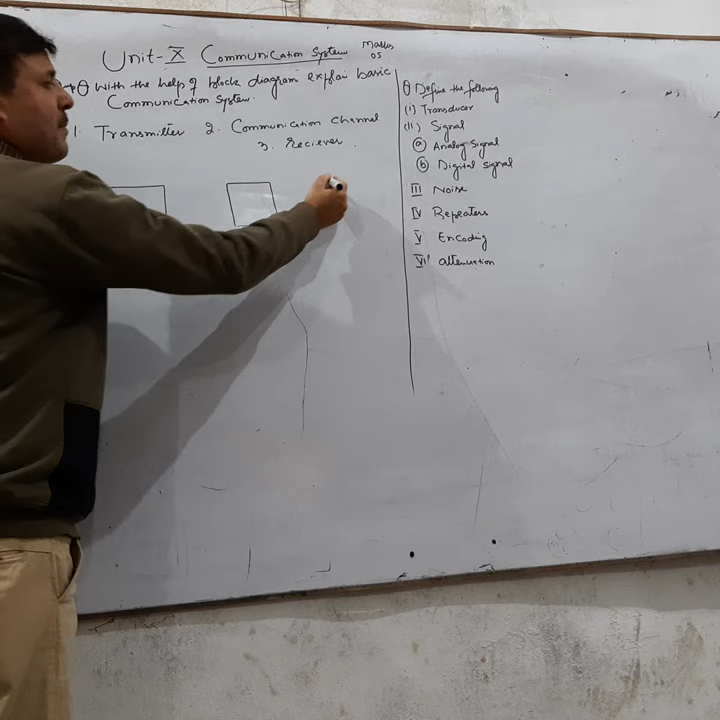 Unit-X Communication System Marks
05
Q With the help of block diagram explain basic
Communication System.
1. Transmitter 2. Communication channel
3. Reciever.
Q Define the following
(i) Transducer
(ii) Signal
(a) Analog Signal
(b) Digital Signal
III Noise
IV Repeaters
V Encoding
VI attenuation